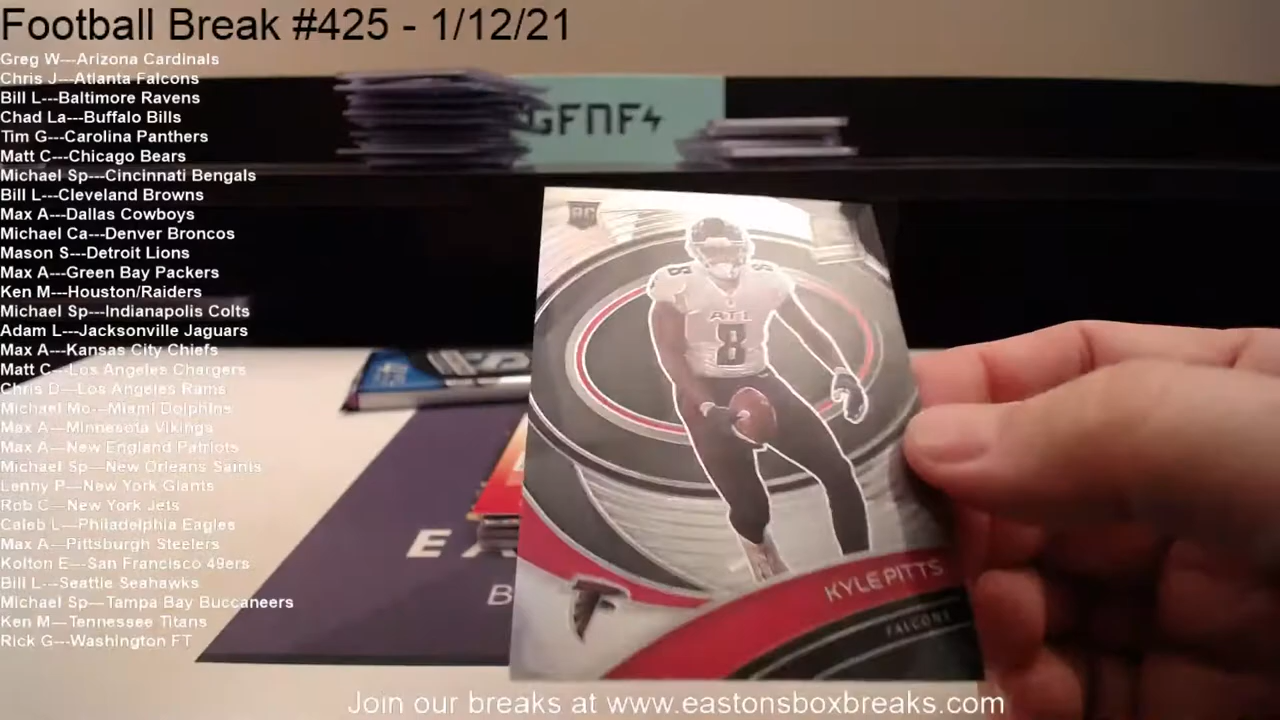 Football Break #425 - 1/12/21
Greg W---Arizona Cardinals
Chris J---Atlanta Falcons
Bill L---Baltimore Ravens
Chad La---Buffalo Bills
Tim G---Carolina Panthers
Matt C---Chicago Bears
Michael Sp---Cincinnati Bengals
Bill L---Cleveland Browns
Max A---Dallas Cowboys
Michael Ca---Denver Broncos
Mason S---Detroit Lions
Max A---Green Bay Packers
Ken M---Houston/Raiders
Michael Sp---Indianapolis Colts
Adam L---Jacksonville Jaguars
Max A---Kansas City Chiefs
Matt C---Los Angeles Chargers
Chris D---Los Angeles Rams
Michael Mo---Miami Dolphins
Max A---Minnesota Vikings
Max A---New England Patriots
Michael Sp---New Orleans Saints
Lenny P---New York Giants
Rob C---New York Jets
Caleb L---Philadelphia Eagles
Max A---Pittsburgh Steelers
Kolton E---San Francisco 49ers
Bill L---Seattle Seahawks
Michael Sp---Tampa Bay Buccaneers
Ken M---Tennessee Titans
Rick G---Washington FT
GFNF
RC
8 8
ATL
8
KYLE PITTS
FALCONS
Join our breaks at www.eastonsboxbreaks.com